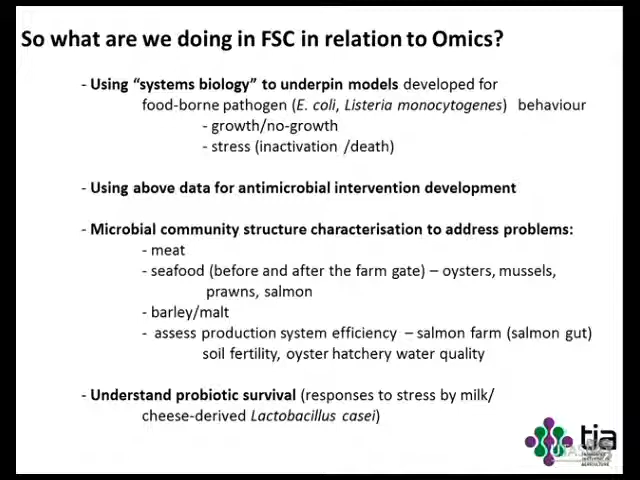 So what are we doing in FSC in relation to Omics?
- Using “systems biology” to underpin models developed for
food-borne pathogen (E. coli, Listeria monocytogenes) behaviour
- growth/no-growth
- stress (inactivation /death)
- Using above data for antimicrobial intervention development
- Microbial community structure characterisation to address problems:
- meat
- seafood (before and after the farm gate) – oysters, mussels,
prawns, salmon
- barley/malt
- assess production system efficiency – salmon farm (salmon gut)
soil fertility, oyster hatchery water quality
- Understand probiotic survival (responses to stress by milk/
cheese-derived Lactobacillus casei)
tia